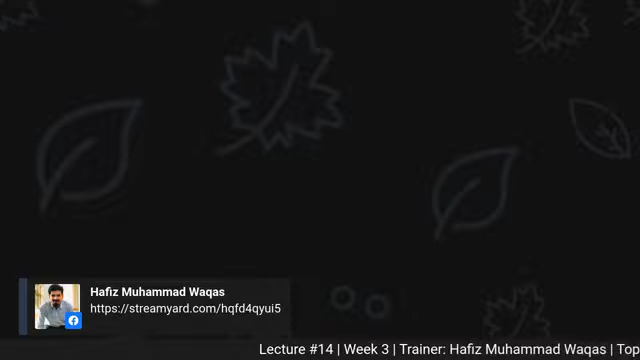 Hafiz Muhammad Waqas
https://streamyard.com/hqfd4qyui5
Lecture #14 | Week 3 | Trainer: Hafiz Muhammad Waqas | Top